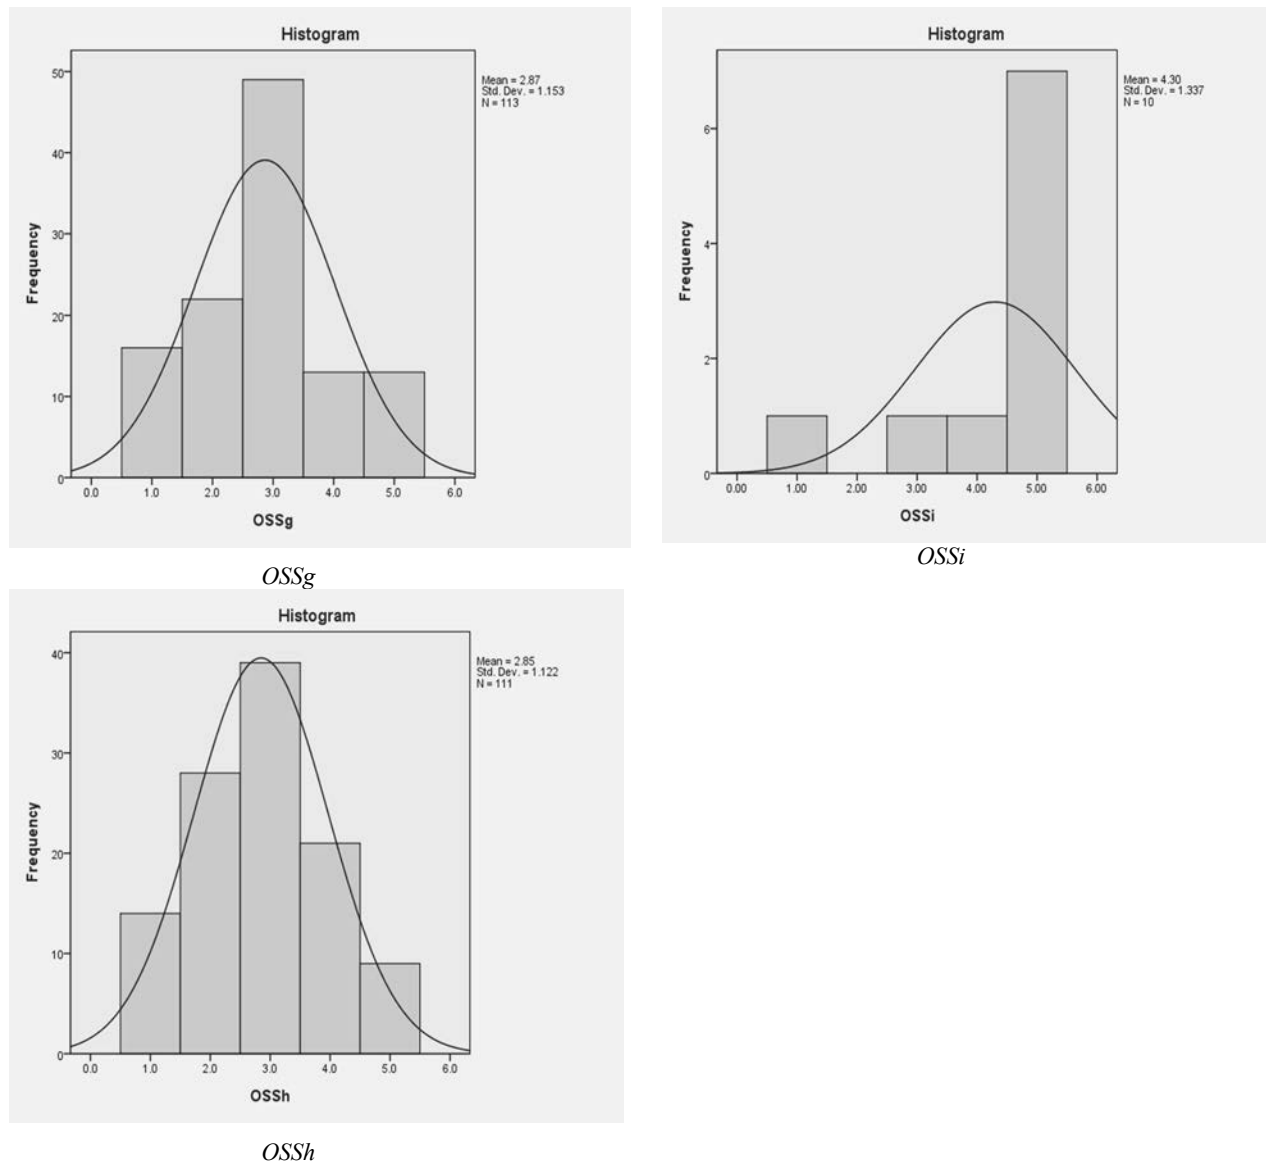 Histogram
Mean = 2.87
Std. Dev. = 1.153
N = 113
50
40
30
20
10
0
Frequency
0.0 1.0 2.0 3.0 4.0 5.0 6.0
OSSg
OSSg
Histogram
Mean = 4.30
Std. Dev. = 1.337
N = 10
6
4
2
0
Frequency
0.00 1.00 2.00 3.00 4.00 5.00 6.00
OSSi
OSSi
Histogram
Mean = 2.85
Std. Dev. = 1.122
N = 111
40
30
20
10
0
Frequency
0.0 1.0 2.0 3.0 4.0 5.0 6.0
OSSh
OSSh